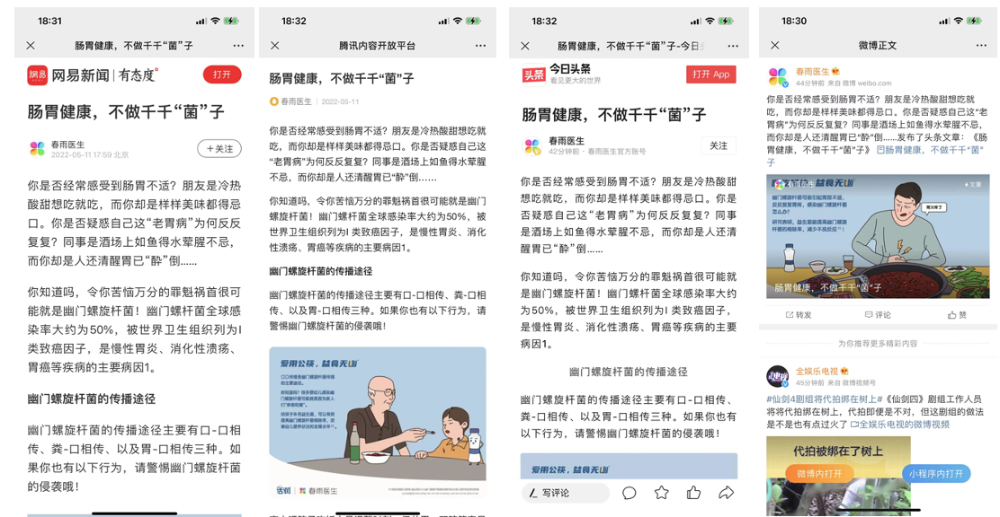 18:31
肠胃健康，不做千千“菌”子
網易
网易新闻
有态度°
打开
肠胃健康，不做千千“菌”子
春雨医生
2022-05-11 17:59 北京
＋关注
你是否经常感受到肠胃不适？朋友是冷热
酸甜想吃就吃，而你却是样样美味都得忌
口。你是否疑惑自己这“老胃病”为何反反
复复？同事是酒场上如鱼得水荤腥不忌，
而你却是人还清醒胃已“醉”倒……
你知道吗，令你苦恼万分的罪魁祸首很可
能就是幽门螺旋杆菌！幽门螺杆菌全球感
染率大约为50%，被世界卫生组织列为I
类致癌因子，是慢性胃炎、消化性溃疡、
胃癌等疾病的主要病因1。
幽门螺旋杆菌的传播途径
幽门螺旋杆菌的传播途径主要有口-口相
传、粪-口相传、以及胃-口相传三种。如
果你也有以下行为，请警惕幽门螺旋杆菌
的侵袭哦！
18:32
腾讯内容开放平台
肠胃健康，不做千千“菌”子
春雨医生
2022-05-11
你是否经常感受到肠胃不适？朋友是冷热酸甜想吃就
吃，而你却是样样美味都得忌口。你是否疑惑自己这
“老胃病”为何反反复复？同事是酒场上如鱼得水荤腥
不忌，而你却是人还清醒胃已“醉”倒……
你知道吗，令你苦恼万分的罪魁祸首很可能就是幽门
螺旋杆菌！幽门螺杆菌全球感染率大约为50%，被
世界卫生组织列为I 类致癌因子，是慢性胃炎、消化
性溃疡、胃癌等疾病的主要病因1。
幽门螺旋杆菌的传播途径
幽门螺旋杆菌的传播途径主要有口-口相传、粪-口相
传、以及胃-口相传三种。如果你也有以下行为，请
警惕幽门螺旋杆菌的侵袭哦！
爱用公筷，益食无幽
春雨医生
18:32
肠胃健康，不做千千“菌”子-今日
头条
今日头条
看见更大的世界
打开 App
肠胃健康，不做千千“菌”子
春雨医生
42分钟前 · 春雨医生官方账号
关注
你是否经常感受到肠胃不适？朋友是冷热酸甜
想吃就吃，而你却是样样美味都得忌口。你是
否疑惑自己这“老胃病”为何反反复复？同事
是酒场上如鱼得水荤腥不忌，而你却是人还清
醒胃已“醉”倒……
你知道吗，令你苦恼万分的罪魁祸首很可能就
是幽门螺旋杆菌！幽门螺杆菌全球感染率大约
为50%，被世界卫生组织列为I 类致癌因子，
是慢性胃炎、消化性溃疡、胃癌等疾病的主要
病因1。
幽门螺旋杆菌的传播途径
幽门螺旋杆菌的传播途径主要有口-口相传、
粪-口相传、以及胃-口相传三种。如果你也有
以下行为，请警惕幽门螺旋杆菌的侵袭哦！
爱用公筷，益食无幽
写评论
18:30
微博正文
春雨医生
44分钟前 来自 微博 weibo.com
你是否经常感受到肠胃不适？朋友是冷热酸甜想吃就
吃，而你却是样样美味都得忌口。你是否疑惑自己这“老
胃病”为何反反复复？同事是酒场上如鱼得水荤腥不忌，
而你却是人还清醒胃已“醉”倒……发布了头条文章：《肠
胃健康，不做千千“菌”子》 肠胃健康，不做千千“菌”
子
益食无幽
文章
胃又疼了
肠胃健康，不做千千“菌”子
转发
评论
赞
为你推荐更多精彩内容
全娱乐电视
45分钟前 来自 微博视频号
#仙剑4剧组将代拍绑在树上#《仙剑四》剧组工作人员
将将代拍绑在树上，代拍即便是不对，但这剧组的做法
是不是也有点过火了 全娱乐电视的微博视频
代拍被绑在了树上
微博内打开
小程序内打开